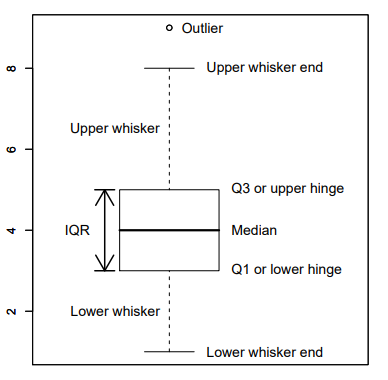 Outlier
8
Upper whisker end
Upper whisker
6
Q3 or upper hinge
IQR
4
Median
Q1 or lower hinge
2
Lower whisker
Lower whisker end